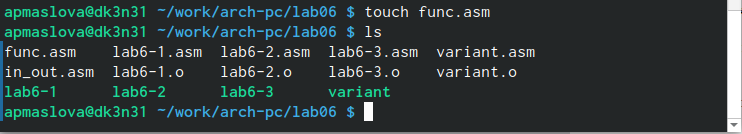 apmaslova@dk3n31 ~/work/arch-pc/lab06 $ touch func.asm
apmaslova@dk3n31 ~/work/arch-pc/lab06 $ ls
func.asm lab6-1.asm lab6-2.asm lab6-3.asm variant.asm
in_out.asm lab6-1.o lab6-2.o lab6-3.o variant.o
lab6-1 lab6-2 lab6-3 variant
apmaslova@dk3n31 ~/work/arch-pc/lab06 $